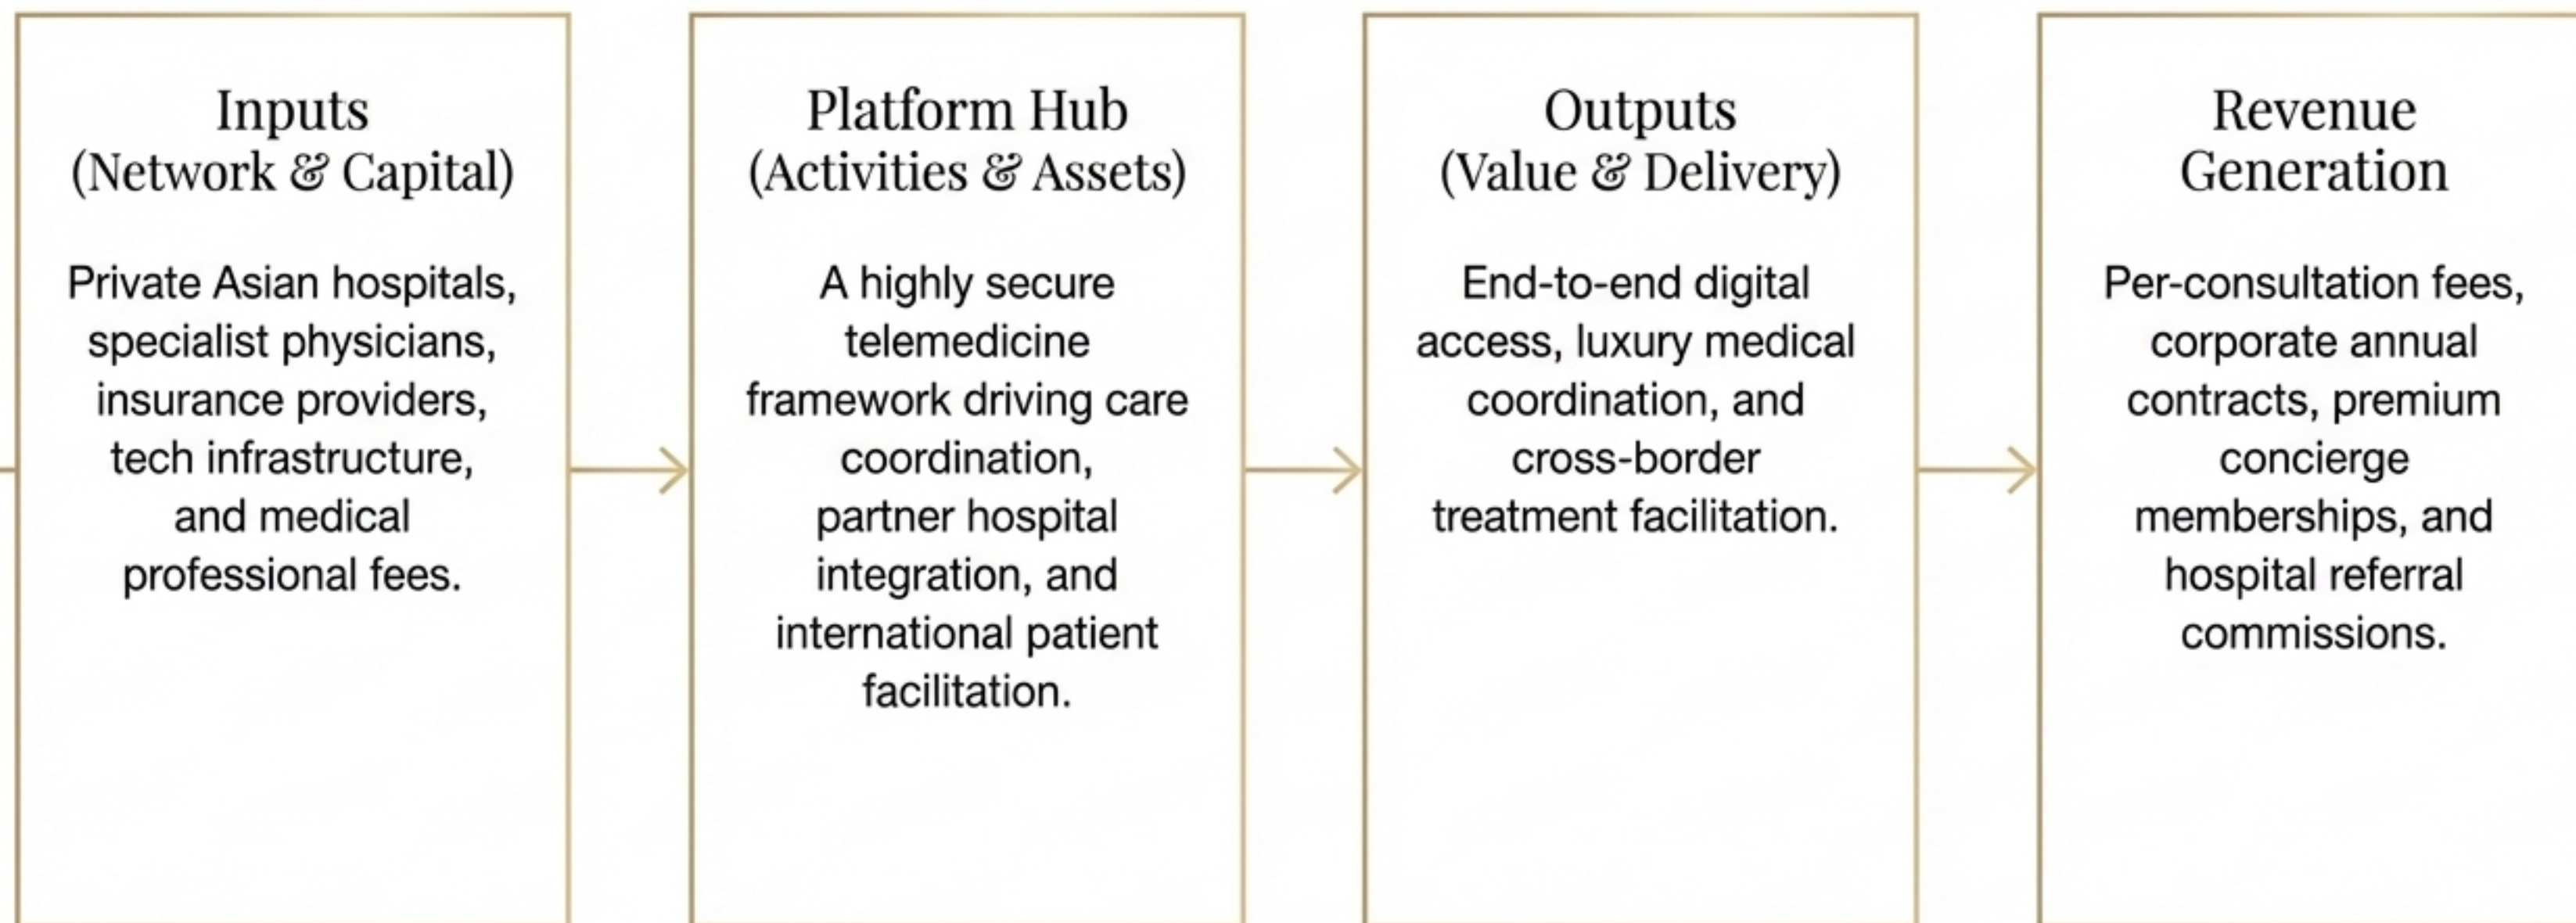 Inputs
(Network & Capital)
Private Asian hospitals,
specialist physicians,
insurance providers,
tech infrastructure,
and medical
professional fees.
Platform Hub
(Activities & Assets)
A highly secure
telemedicine
framework driving care
coordination,
partner hospital
integration, and
international patient
facilitation.
Outputs
(Value & Delivery)
End-to-end digital
access, luxury medical
coordination, and
cross-border
treatment facilitation.
Revenue
Generation
Per-consultation fees,
corporate annual
contracts, premium
concierge
memberships, and
hospital referral
commissions.